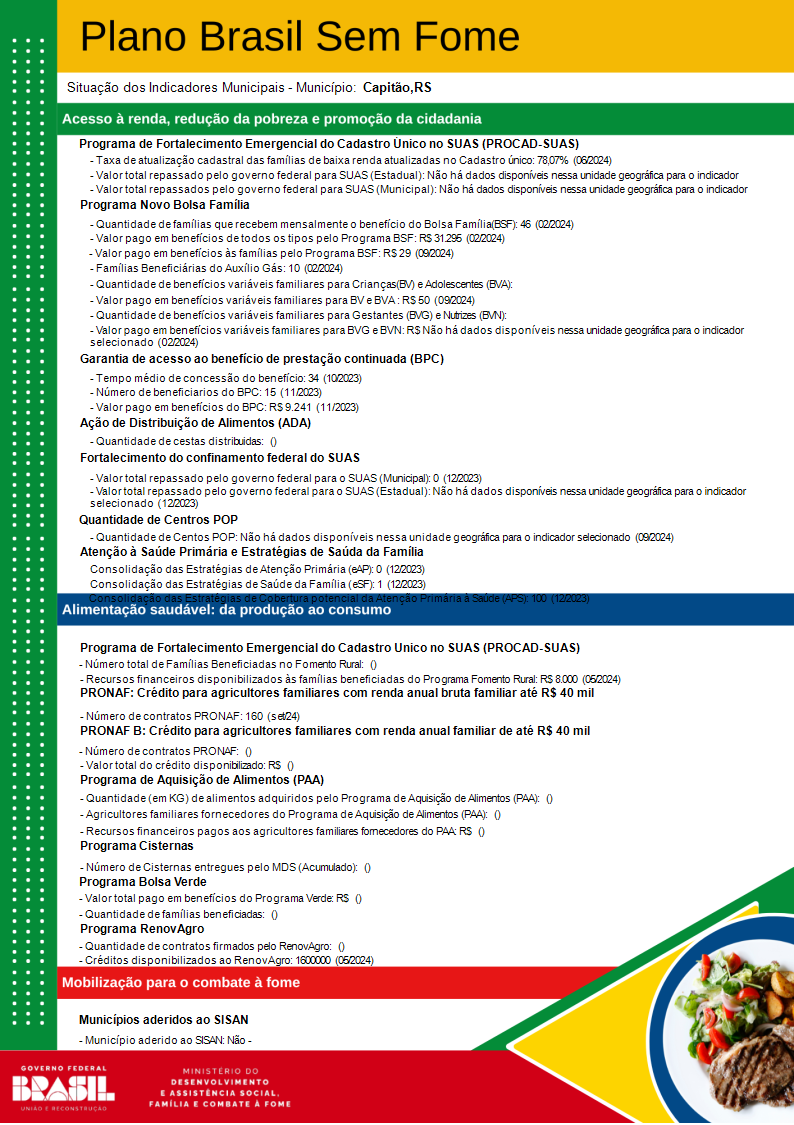 Plano Brasil Sem Fome
Situação dos Indicadores Municipais - Município: Capitão,RS
Acesso à renda, redução da pobreza e promoção da cidadania
Programa de Fortalecimento Emergencial do Cadastro Único no SUAS (PROCAD-SUAS)
- Taxa de atualização cadastral das famílias de baixa renda atualizadas no Cadastro único: 78,07% (06/2024)
- Valor total repassado pelo governo federal para SUAS (Estadual): Não há dados disponíveis nessa unidade geográfica para o indicador
- Valor total repassados pelo governo federal para SUAS (Municipal): Não há dados disponíveis nessa unidade geográfica para o indicador
Programa Novo Bolsa Família
- Quantidade de famílias que recebem mensalmente o benefício do Bolsa Família(BSF): 46 (02/2024)
- Valor pago em benefícios de todos os tipos pelo Programa BSF: R$ 31.295 (02/2024)
- Valor pago em benefícios às famílias pelo Programa BSF: R$ 29 (09/2024)
- Famílias Beneficiárias do Auxílio Gás: 10 (02/2024)
- Quantidade de benefícios variáveis familiares para Crianças(BV) e Adolescentes (BVA):
- Valor pago em benefícios variáveis familiares para BV e BVA : R$ 50 (09/2024)
- Quantidade de benefícios variáveis familiares para Gestantes (BVG) e Nutrizes (BVN):
- Valor pago em benefícios variáveis familiares para BVG e BVN: R$ Não há dados disponíveis nessa unidade geográfica para o indicador
selecionado (02/2024)
Garantia de acesso ao benefício de prestação continuada (BPC)
- Tempo médio de concessão do benefício: 34 (10/2023)
- Número de beneficiarios do BPC: 15 (11/2023)
- Valor pago em benefícios do BPC: R$ 9.241 (11/2023)
Ação de Distribuição de Alimentos (ADA)
- Quantidade de cestas distribuidas: ()
Fortalecimento do confinamento federal do SUAS
- Valor total repassado pelo governo federal para o SUAS (Municipal): 0 (12/2023)
- Valor total repassado pelo governo federal para o SUAS (Estadual): Não há dados disponíveis nessa unidade geográfica para o indicador
selecionado (12/2023)
Quantidade de Centros POP
- Quantidade de Centos POP: Não há dados disponíveis nessa unidade geográfica para o indicador selecionado (09/2024)
Atenção à Saúde Primária e Estratégias de Saúda da Família
Consolidação das Estratégias de Atenção Primária (eAP): 0 (12/2023)
Consolidação das Estratégias de Saúde da Família (eSF): 1 (12/2023)
Consolidação das Estratégias de Cobertura potencial da Atenção Primária à Saúde (APS): 100 (12/2023)
Alimentação saudável: da produção ao consumo
Programa de Fortalecimento Emergencial do Cadastro Unico no SUAS (PROCAD-SUAS)
- Número total de Famílias Beneficiadas no Fomento Rural: ()
- Recursos financeiros disponibilizados às famílias beneficiadas do Programa Fomento Rural: R$ 8.000 (05/2024)
PRONAF: Crédito para agricultores familiares com renda anual bruta familiar até R$ 40 mil
- Número de contratos PRONAF: 160 (set/24)
PRONAF B: Crédito para agricultores familiares com renda anual familiar de até R$ 40 mil
- Número de contratos PRONAF: ()
- Valor total do crédito disponibilizado: R$ ()
Programa de Aquisição de Alimentos (PAA)
- Quantidade (em KG) de alimentos adquiridos pelo Programa de Aquisição de Alimentos (PAA): ()
- Agricultores familiares fornecedores do Programa de Aquisição de Alimentos (PAA): ()
- Recursos financeiros pagos aos agricultores familiares fornecedores do PAA: R$ ()
Programa Cisternas
- Número de Cisternas entregues pelo MDS (Acumulado): ()
Programa Bolsa Verde
- Valor total pago em benefícios do Programa Verde: R$ ()
- Quantidade de famílias beneficiadas: ()
Programa RenovAgro
- Quantidade de contratos firmados pelo RenovAgro: ()
- Créditos disponibilizados ao RenovAgro: 1600000 (05/2024)
Mobilização para o combate à fome
Municípios aderidos ao SISAN
- Município aderido ao SISAN: Não -
GOVERNO FEDERAL
BRASIL
UNIÃO E RECONSTRUÇÃO
MINISTÉRIO DO
DESENVOLVIMENTO
E ASSISTÊNCIA SOCIAL,
FAMÍLIA E COMBATE À FOME